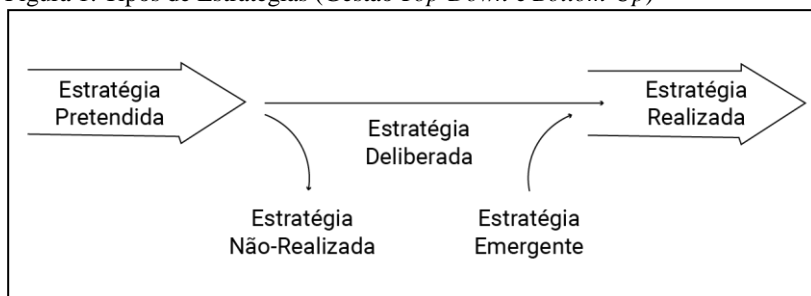 Figura 1: Tipos de Estratégias (Gestão Top-Down e Bottom-Up)
Estratégia
Pretendida
Estratégia
Deliberada
Estratégia
Realizada
Estratégia
Não-Realizada
Estratégia
Emergente